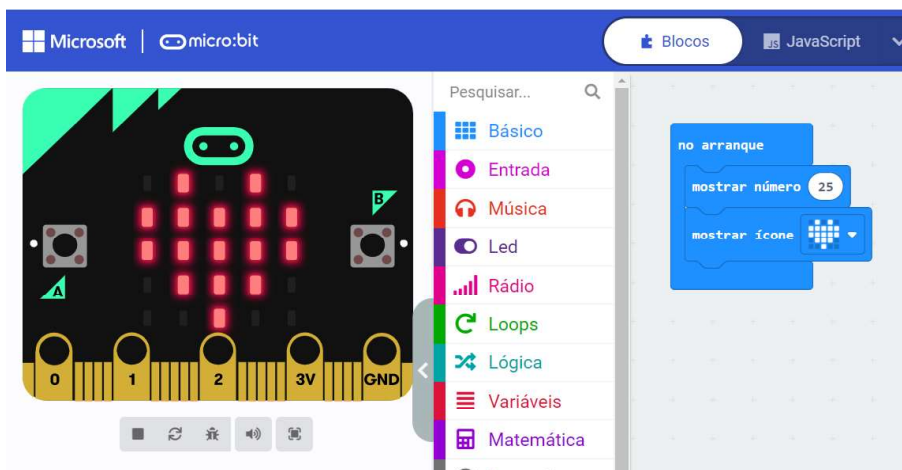 Microsoft micro:bit
Blocos
JS JavaScript
Pesquisar...
Básico
Entrada
Música
Led
Rádio
Loops
Lógica
Variáveis
Matemática
A
B
0 1 2 3V GND
no arranque
mostrar número 25
mostrar ícone